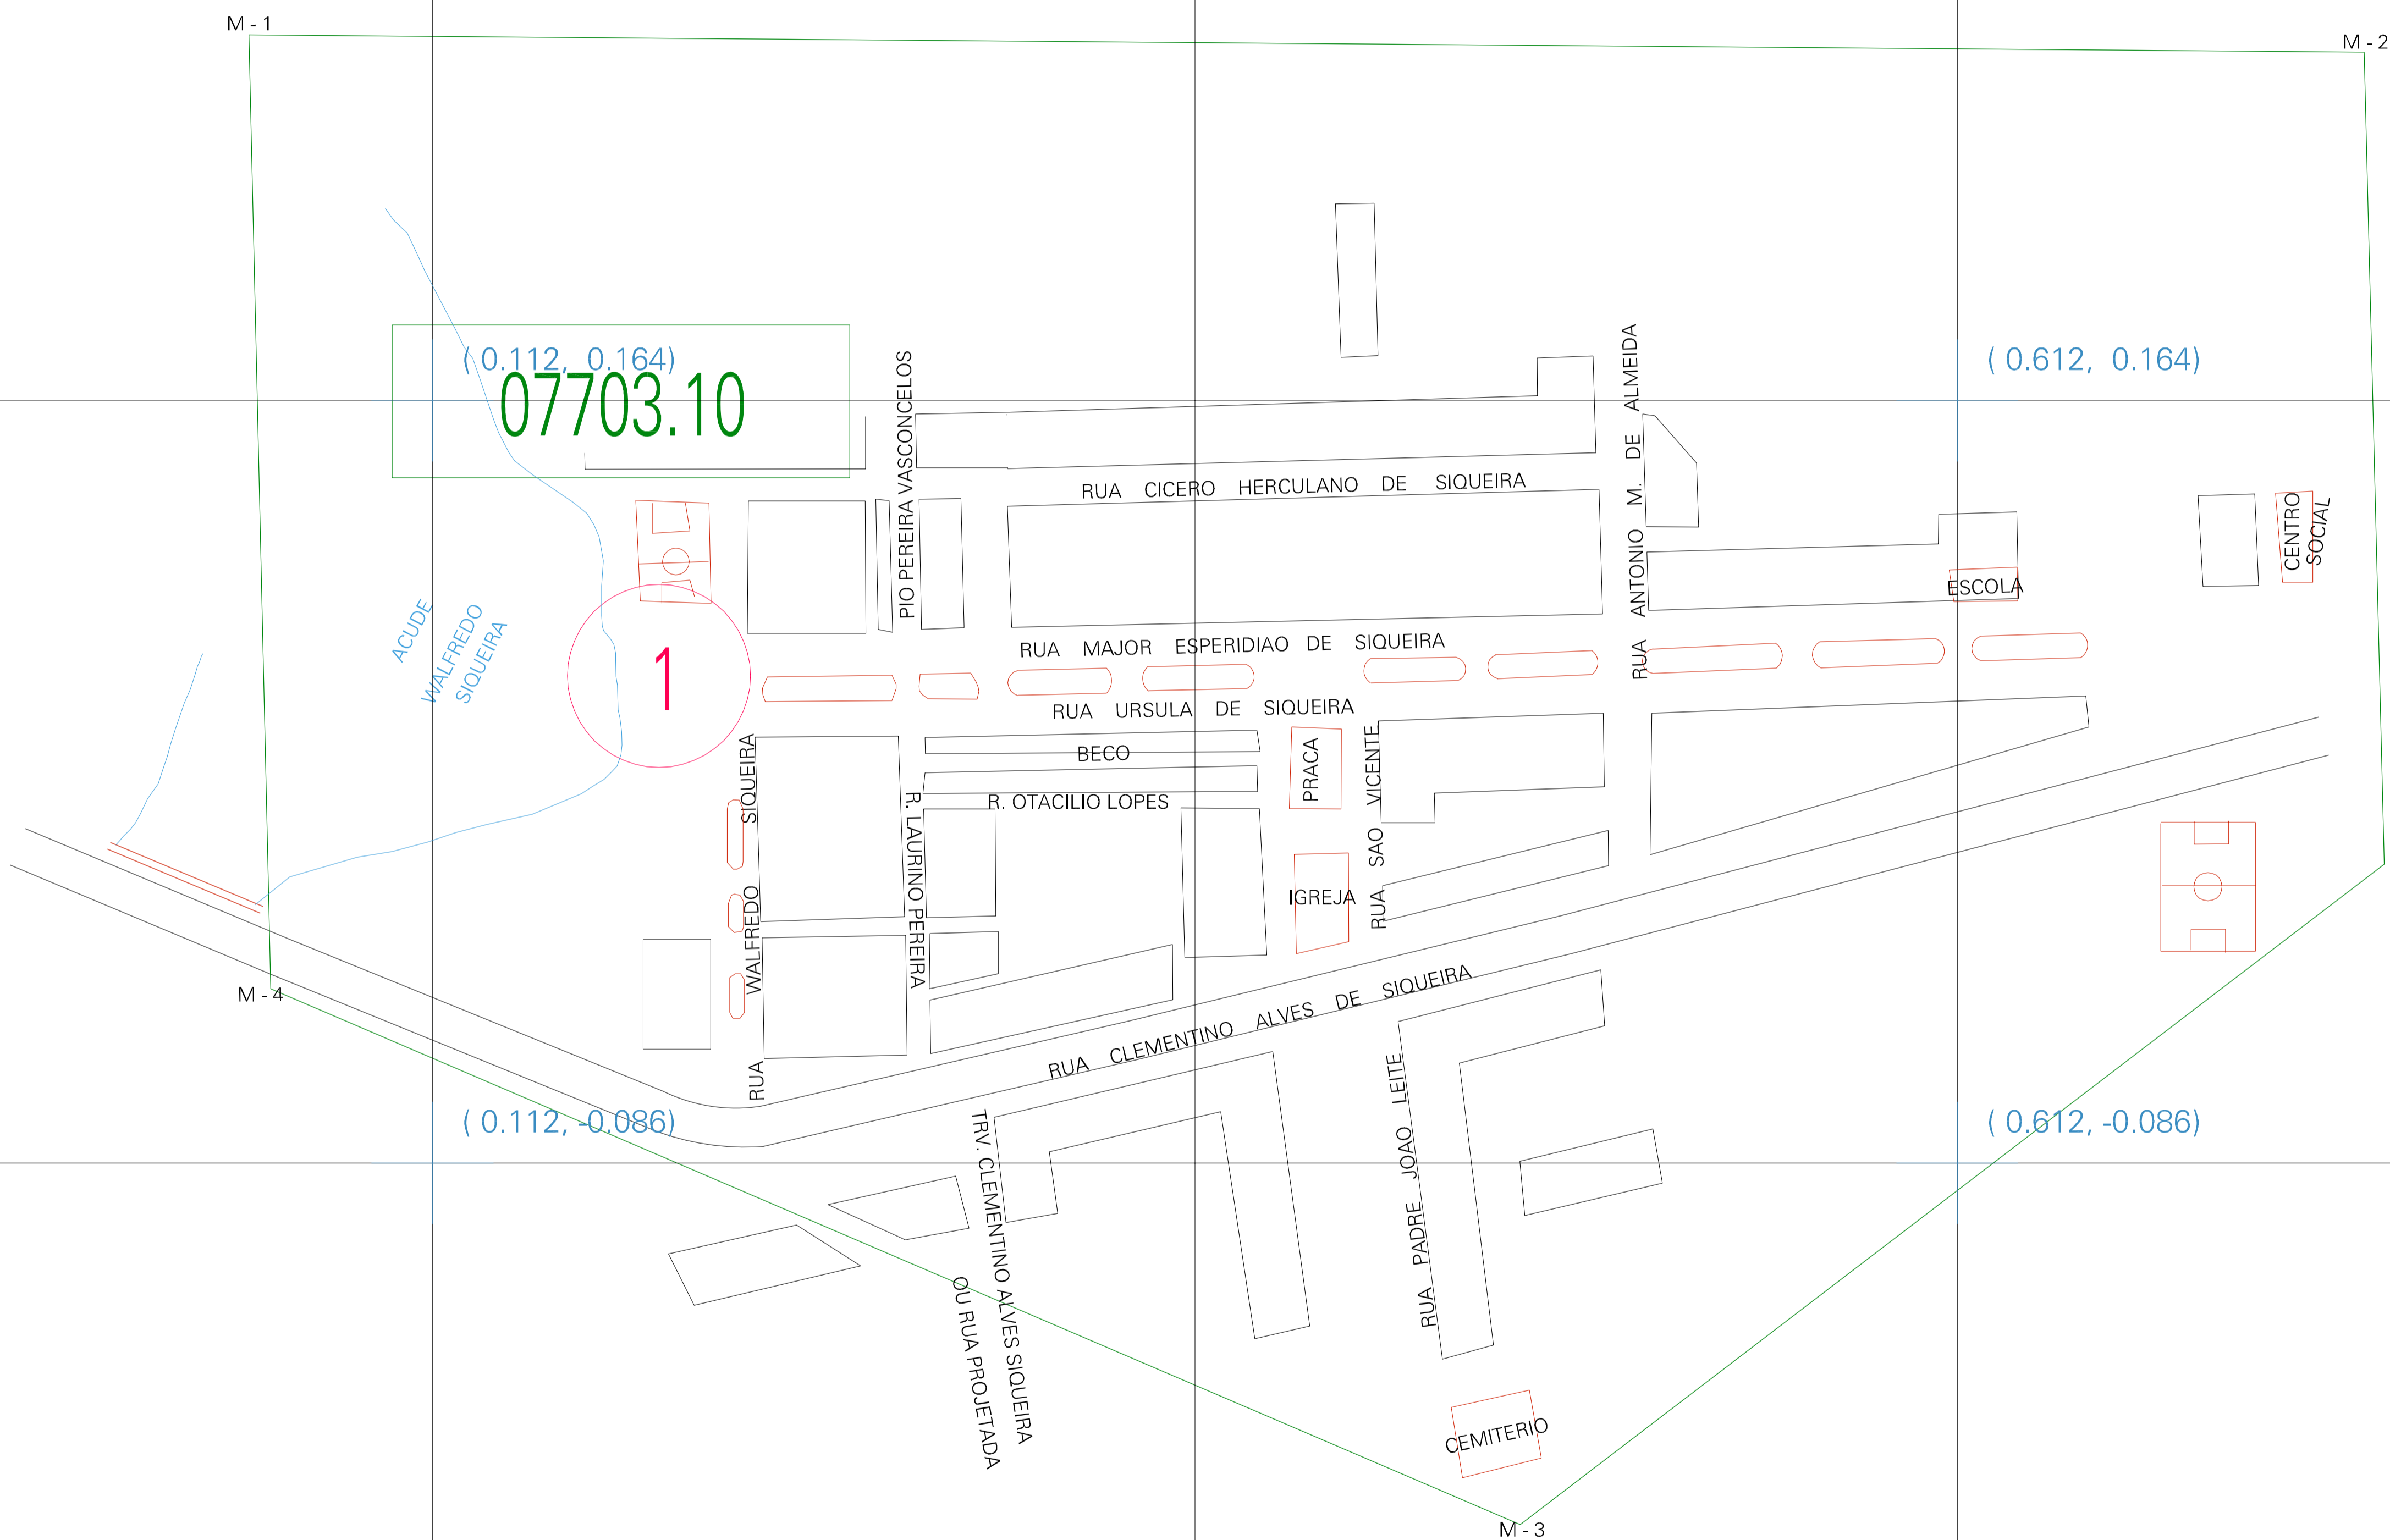 M - 1
M - 2
( 0.112, 0.164)
( 0.612, 0.164)
07703.10
PIO PEREIRA VASCONCELOS
RUA ANTONIO M. DE ALMEIDA
RUA CICERO HERCULANO DE SIQUEIRA
CENTRO
SOCIAL
ESCOLA
ACUDE
WALFREDO
SIQUEIRA
1
RUA MAJOR ESPERIDIAO DE SIQUEIRA
RUA URSULA DE SIQUEIRA
BECO
PRACA
R. OTACILIO LOPES
RUA WALFREDO SIQUEIRA
R. LAURINO PEREIRA
RUA SAO VICENTE
IGREJA
M - 4
RUA CLEMENTINO ALVES DE SIQUEIRA
( 0.112, -0.086)
( 0.612, -0.086)
TRV. CLEMENTINO ALVES SIQUEIRA
OU RUA PROJETADA
RUA PADRE JOAO LEITE
CEMITERIO
M - 3